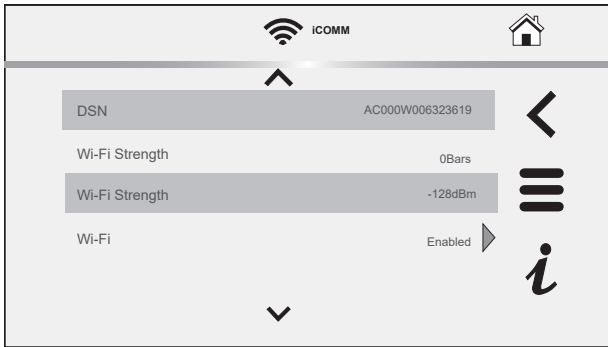 iCOMM
DSN AC000W006323619
Wi-Fi Strength 0Bars
Wi-Fi Strength -128dBm
Wi-Fi Enabled
i